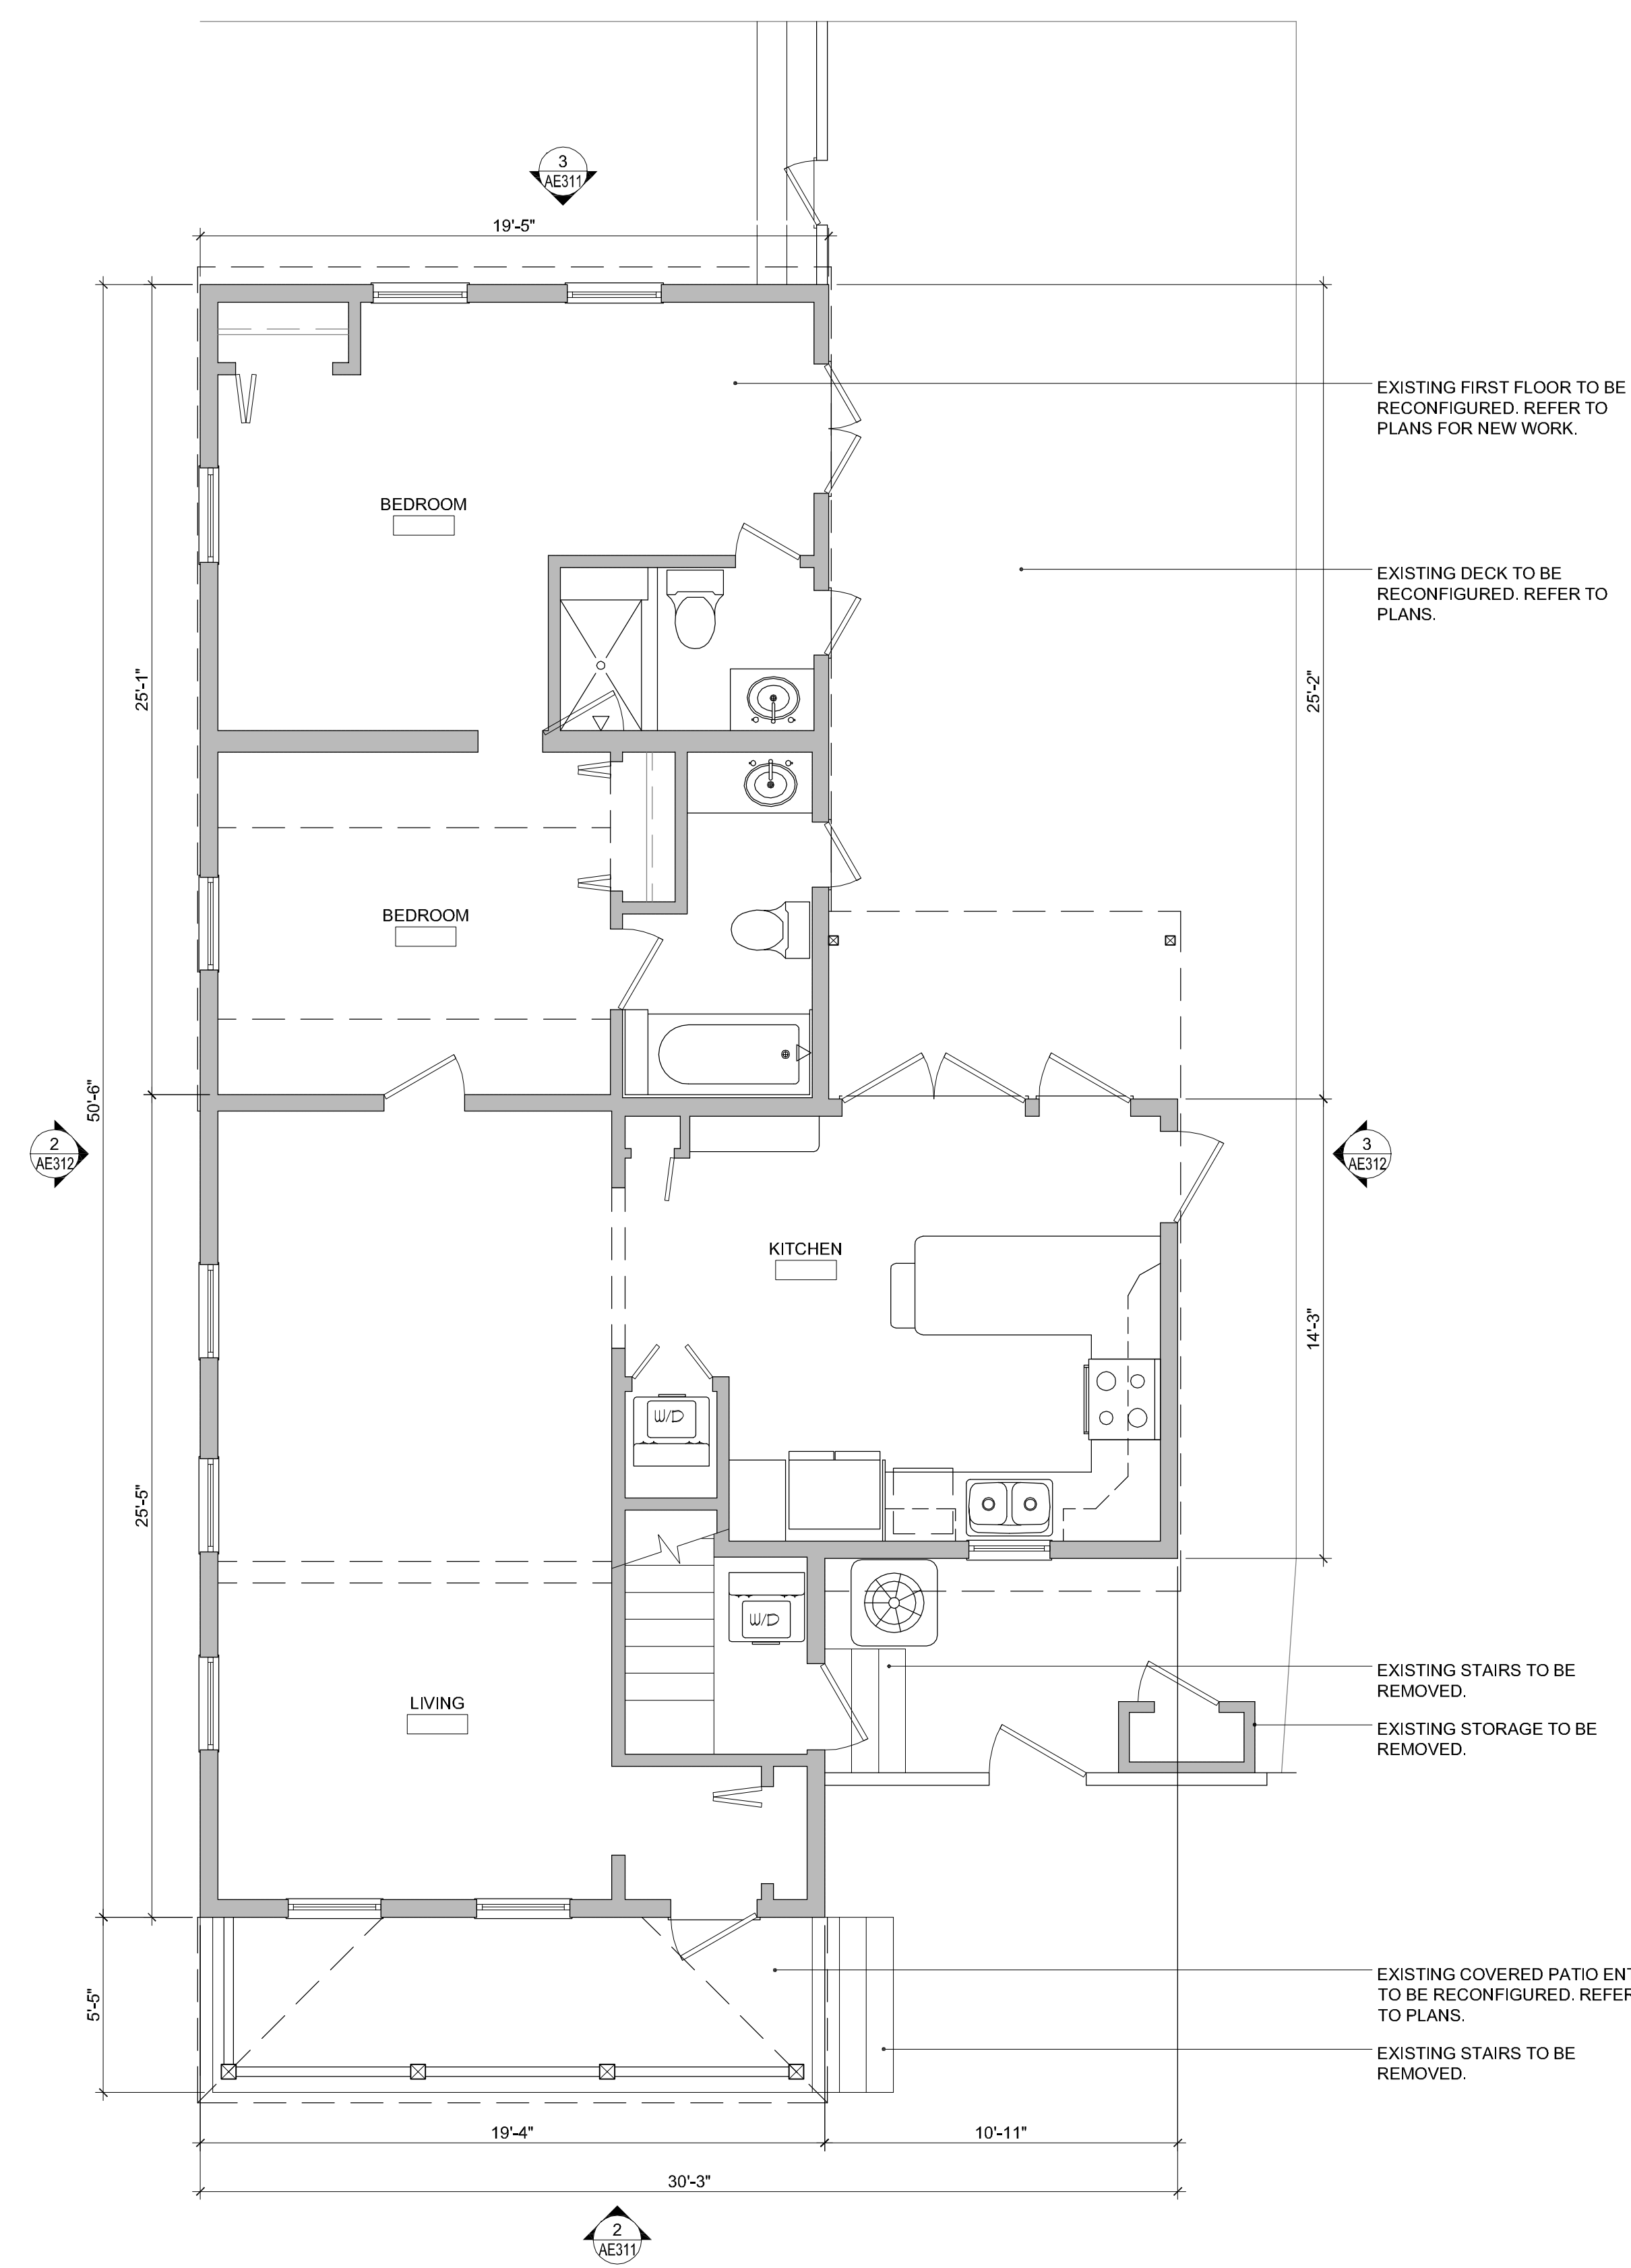 3
AE311
19'-5"
EXISTING FIRST FLOOR TO BE
RECONFIGURED. REFER TO
PLANS FOR NEW WORK.
BEDROOM
EXISTING DECK TO BE
RECONFIGURED. REFER TO
PLANS.
25'-1"
25'-2"
BEDROOM
50'-6"
2
AE312
3
AE312
KITCHEN
14'-3"
W/D
25'-5"
W/D
EXISTING STAIRS TO BE
REMOVED.
LIVING
EXISTING STORAGE TO BE
REMOVED.
EXISTING COVERED PATIO ENT
TO BE RECONFIGURED. REFER
TO PLANS.
5'-5"
EXISTING STAIRS TO BE
REMOVED.
19'-4"
10'-11"
30'-3"
2
AE311